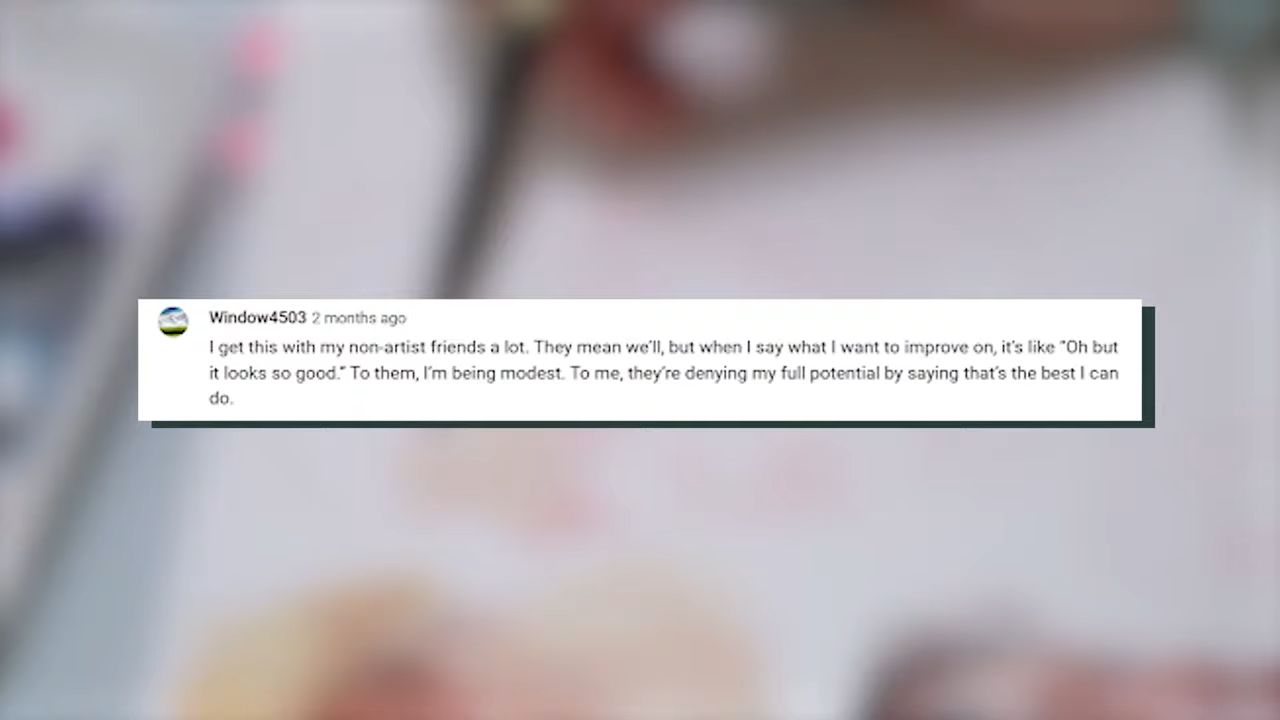 Window4503 2 months ago
I get this with my non-artist friends a lot. They mean we’ll, but when I say what I want to improve on, it’s like “Oh but
it looks so good.” To them, I’m being modest. To me, they’re denying my full potential by saying that’s the best I can
do.